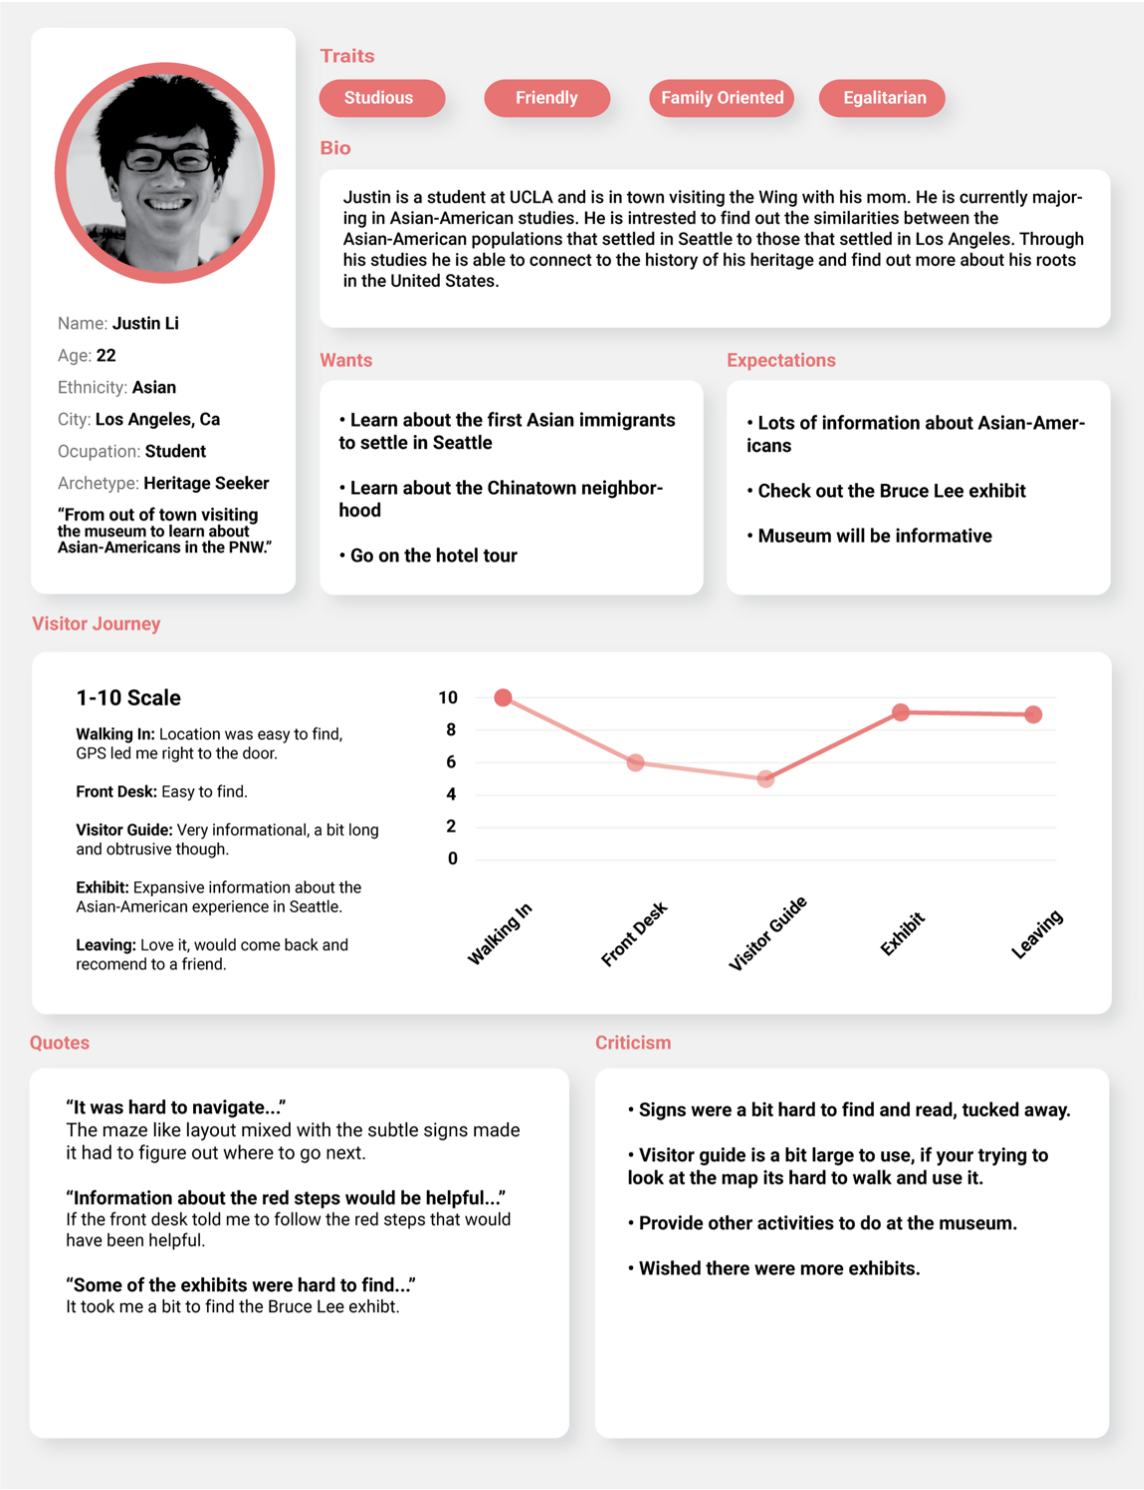 Traits
Studious
Friendly
Family Oriented
Egalitarian
Bio
Justin is a student at UCLA and is in town visiting the Wing with his mom. He is currently major-
ing in Asian-American studies. He is intrested to find out the similarities between the
Asian-American populations that settled in Seattle to those that settled in Los Angeles. Through
his studies he is able to connect to the history of his heritage and find out more about his roots
in the United States.
Name: Justin Li
Age: 22
Ethnicity: Asian
City: Los Angeles, Ca
Ocupation: Student
Archetype: Heritage Seeker
“From out of town visiting
the museum to learn about
Asian-Americans in the PNW.”
Wants
• Learn about the first Asian immigrants
to settle in Seattle
• Learn about the Chinatown neighbor-
hood
• Go on the hotel tour
Expectations
• Lots of information about Asian-Amer-
icans
• Check out the Bruce Lee exhibit
• Museum will be informative
Visitor Journey
1-10 Scale
Walking In: Location was easy to find,
GPS led me right to the door.
Front Desk: Easy to find.
Visitor Guide: Very informational, a bit long
and obtrusive though.
Exhibit: Expansive information about the
Asian-American experience in Seattle.
Leaving: Love it, would come back and
recomend to a friend.
10
8
6
4
2
0
Walking In
Front Desk
Visitor Guide
Exhibit
Leaving
Quotes
“It was hard to navigate...”
The maze like layout mixed with the subtle signs made
it had to figure out where to go next.
“Information about the red steps would be helpful...”
If the front desk told me to follow the red steps that would
have been helpful.
“Some of the exhibits were hard to find...”
It took me a bit to find the Bruce Lee exhibt.
Criticism
• Signs were a bit hard to find and read, tucked away.
• Visitor guide is a bit large to use, if your trying to
look at the map its hard to walk and use it.
• Provide other activities to do at the museum.
• Wished there were more exhibits.